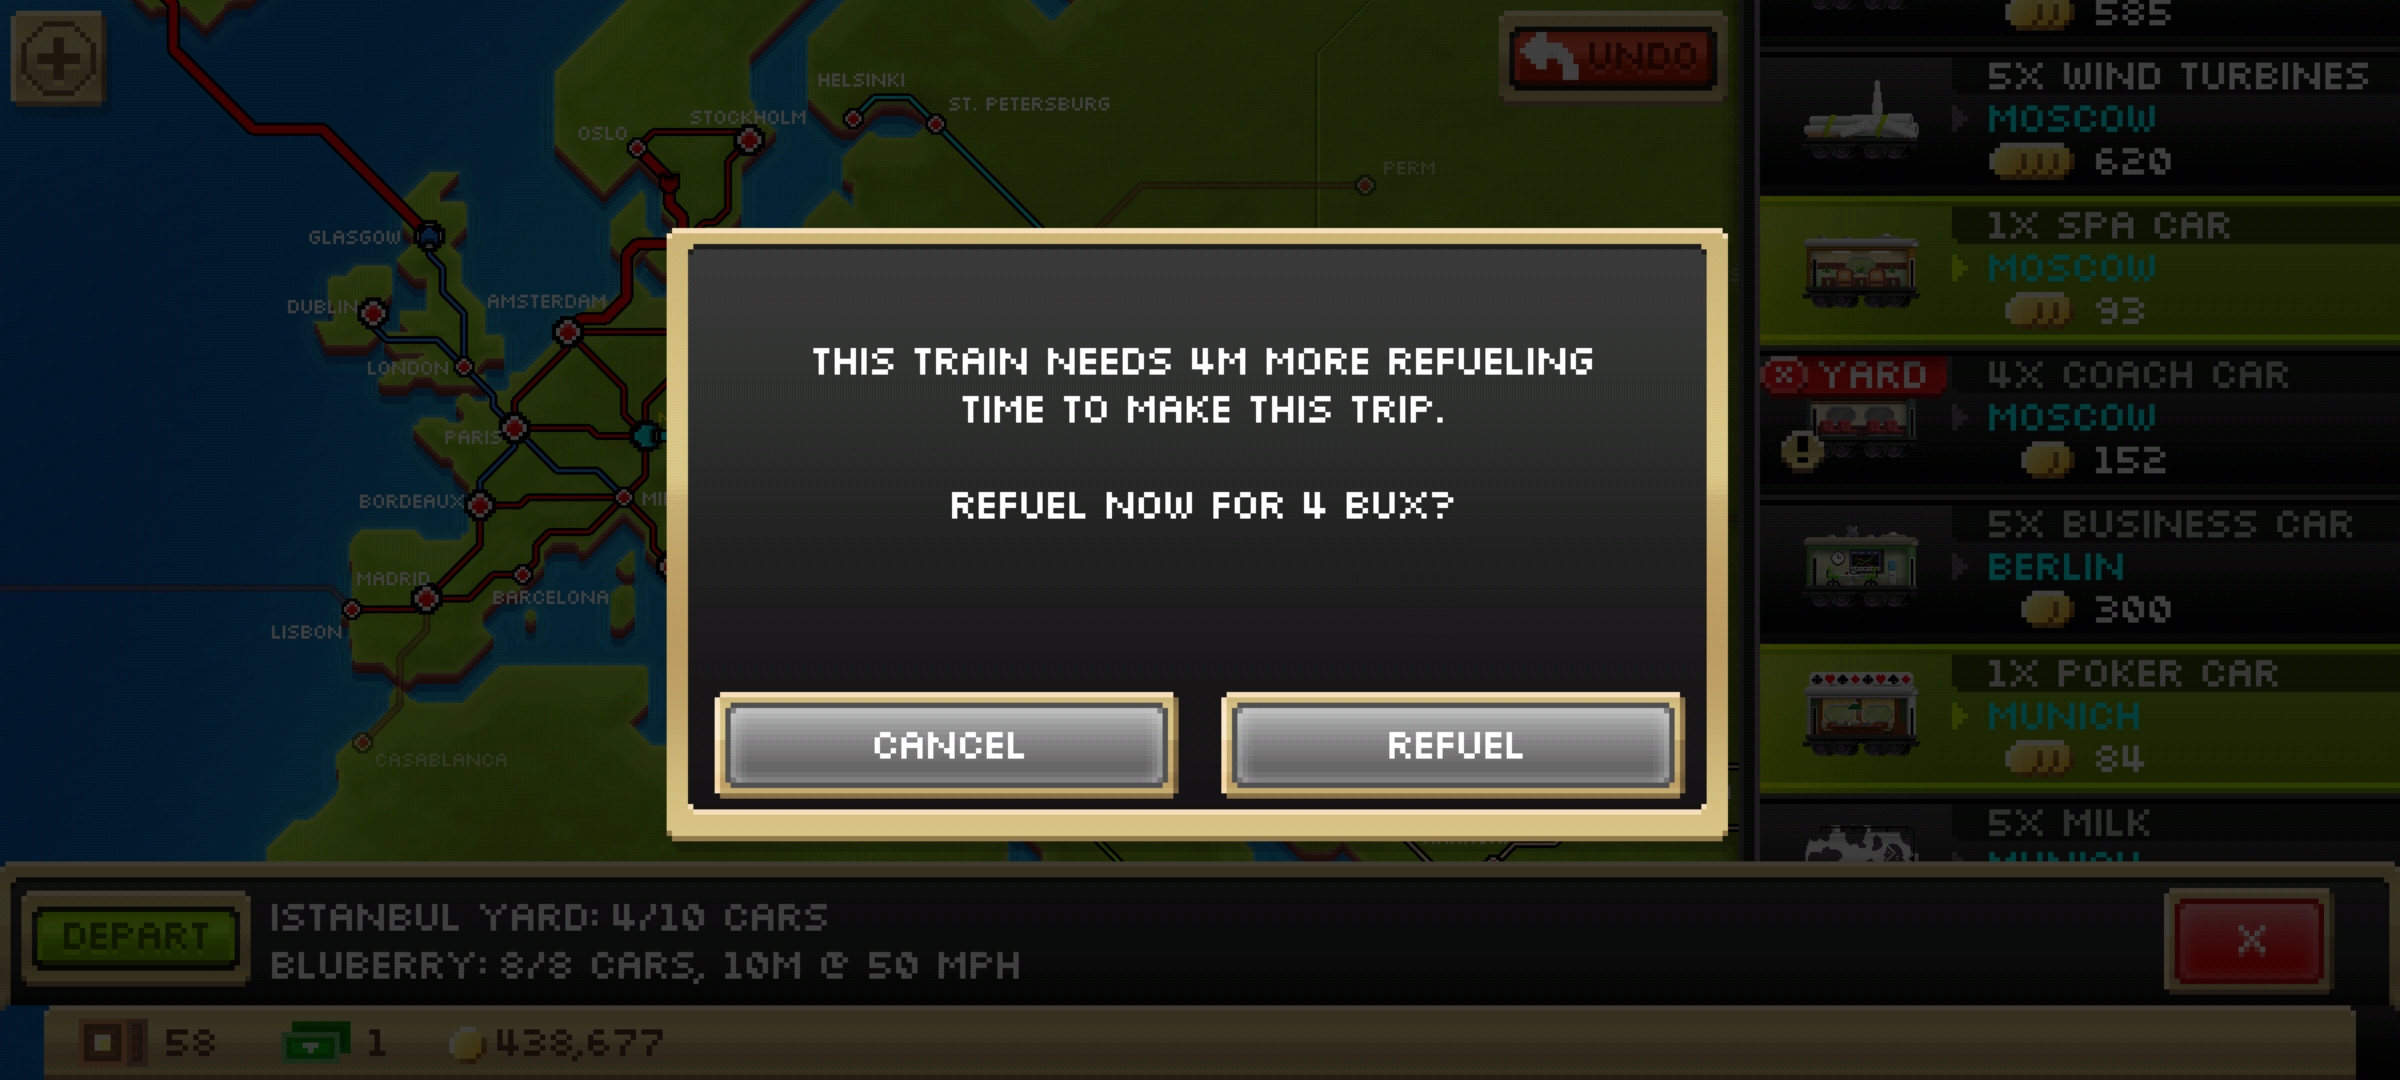 UNDO
585
5X WIND TURBINES
MOSCOW
620
1X SPA CAR
MOSCOW
93
X YARD
4X COACH CAR
MOSCOW
152
5X BUSINESS CAR
BERLIN
300
1X POKER CAR
MUNICH
84
5X MILK
MUNICH
HELSINKI
ST. PETERSBURG
STOCKHOLM
OSLO
PERM
GLASGOW
DUBLIN
AMSTERDAM
LONDON
PARIS
BORDEAUX
MADRID
BARCELONA
LISBON
CASABLANCA
THIS TRAIN NEEDS 4M MORE REFUELING
TIME TO MAKE THIS TRIP.
REFUEL NOW FOR 4 BUX?
CANCEL
REFUEL
DEPART
ISTANBUL YARD: 4/10 CARS
BLUBERRY: 8/8 CARS, 10M @ 50 MPH
X
58
1
438,677